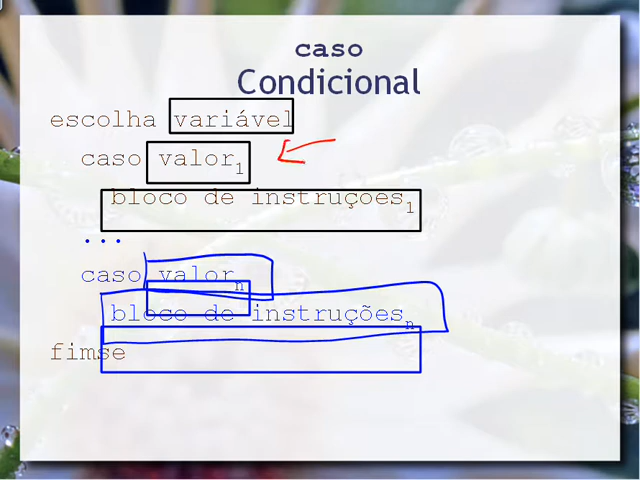 caso
Condicional
escolha variável
caso valor1
bloco de instruções1
...
caso valorn
bloco de instruçõesn
fimse